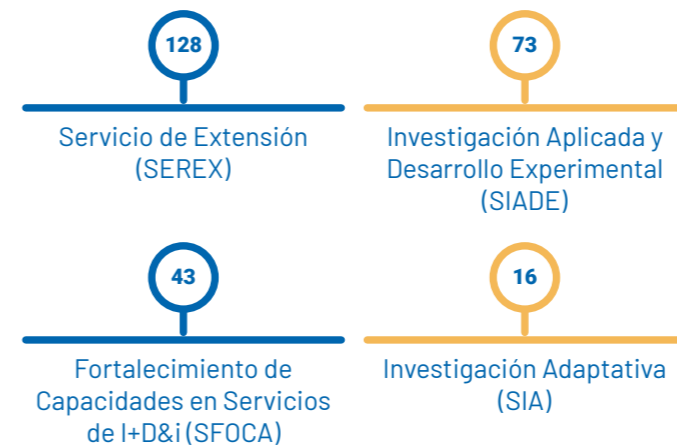 128
Servicio de Extensión
(SEREX)
73
Investigación Aplicada y
Desarrollo Experimental
(SIADE)
43
Fortalecimiento de
Capacidades en Servicios
de I+D&i (SFOCA)
16
Investigación Adaptativa
(SIA)